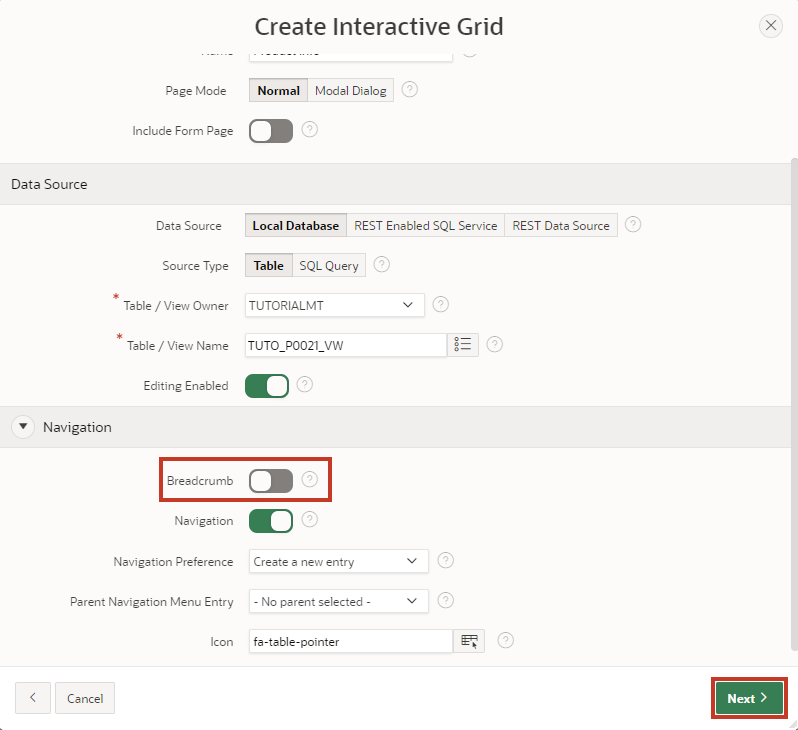 Create Interactive Grid
Page Mode Normal Modal Dialog ?
Include Form Page ?
Data Source
Data Source Local Database REST Enabled SQL Service REST Data Source ?
Source Type Table SQL Query ?
* Table / View Owner TUTORIALMT ?
* Table / View Name TUTO_P0021_VW ?
Editing Enabled ?
Navigation
Breadcrumb ?
Navigation ?
Navigation Preference Create a new entry ?
Parent Navigation Menu Entry - No parent selected - ?
Icon fa-table-pointer ?
Cancel Next